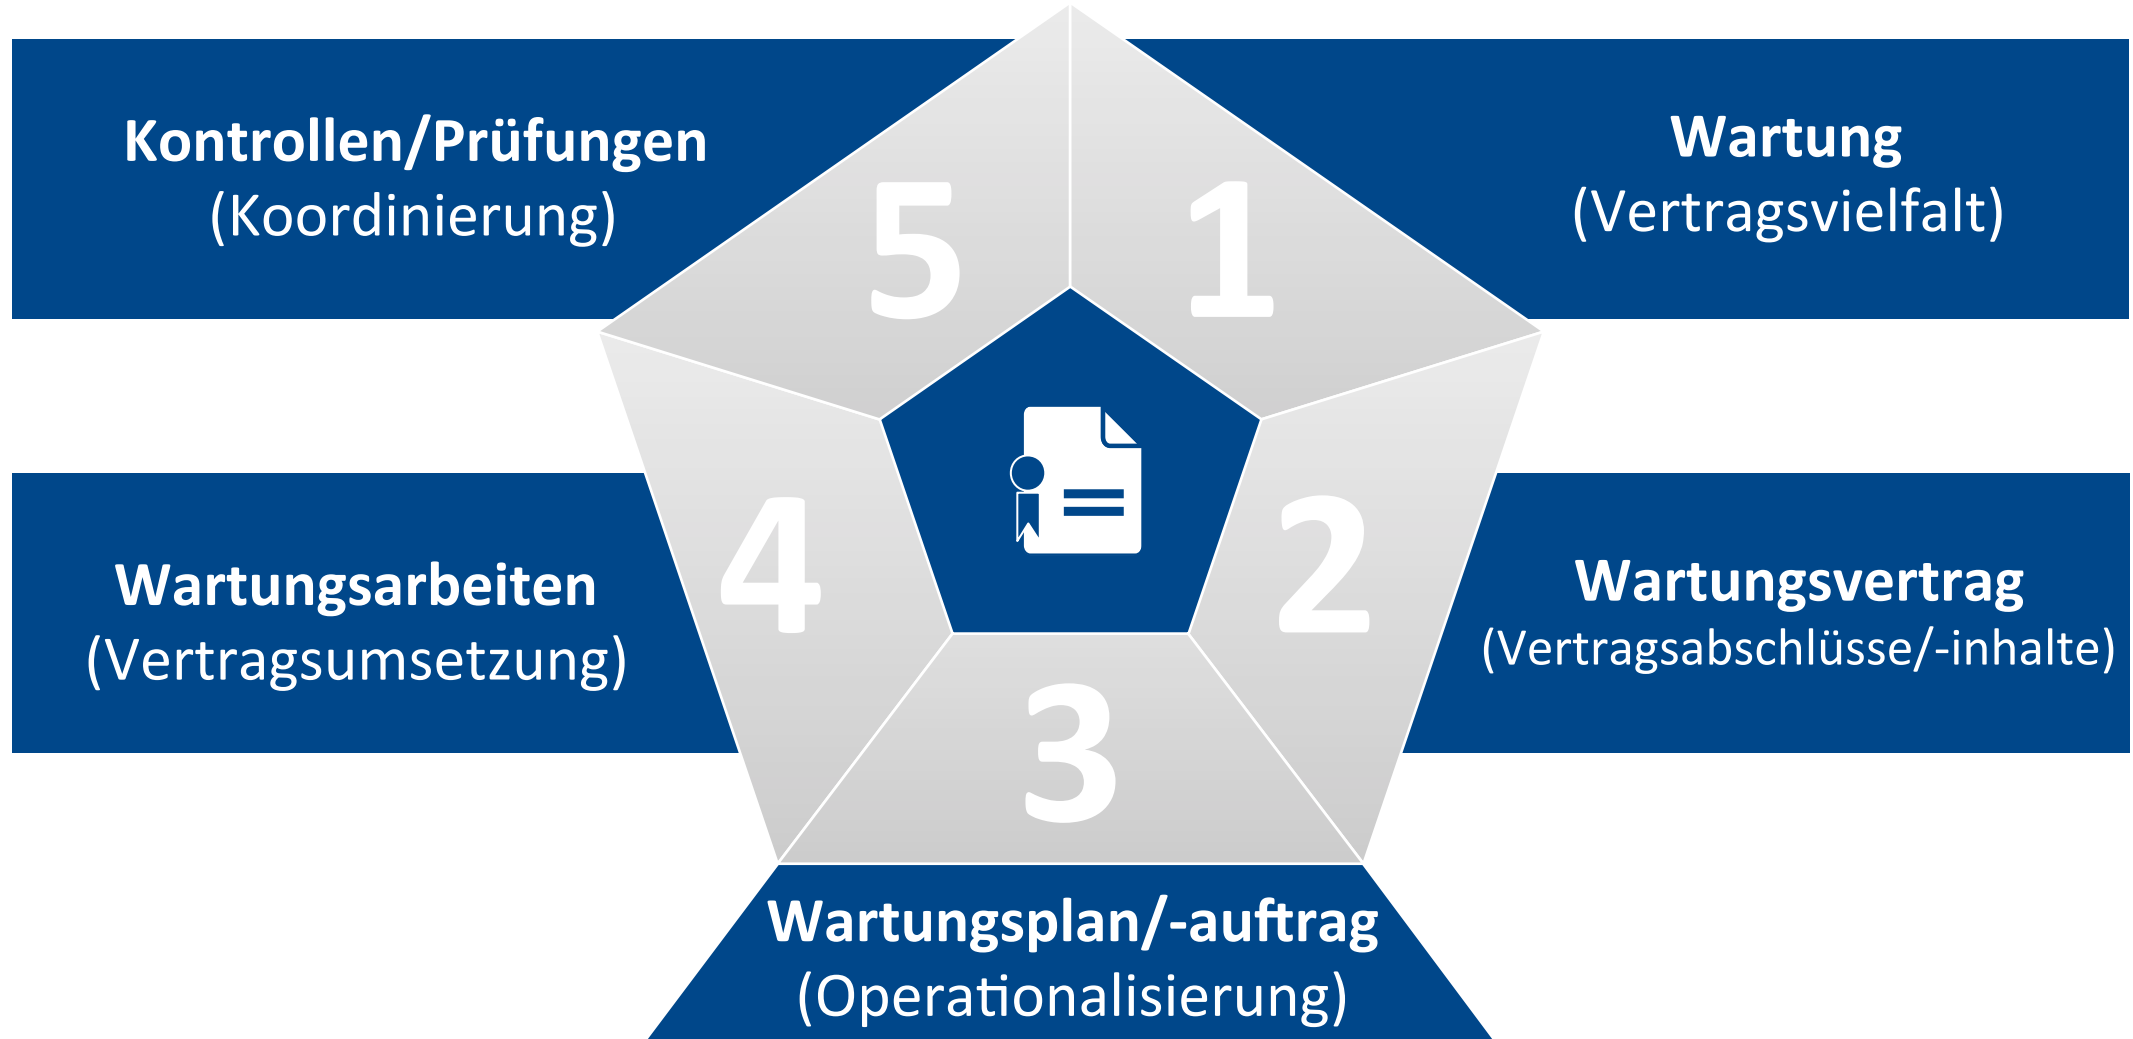 1
Wartung
(Vertragsvielfalt)
2
Wartungsvertrag
(Vertragsabschlüsse/-inhalte)
3
Wartungsplan/-auftrag
(Operationalisierung)
4
Wartungsarbeiten
(Vertragsumsetzung)
5
Kontrollen/Prüfungen
(Koordinierung)